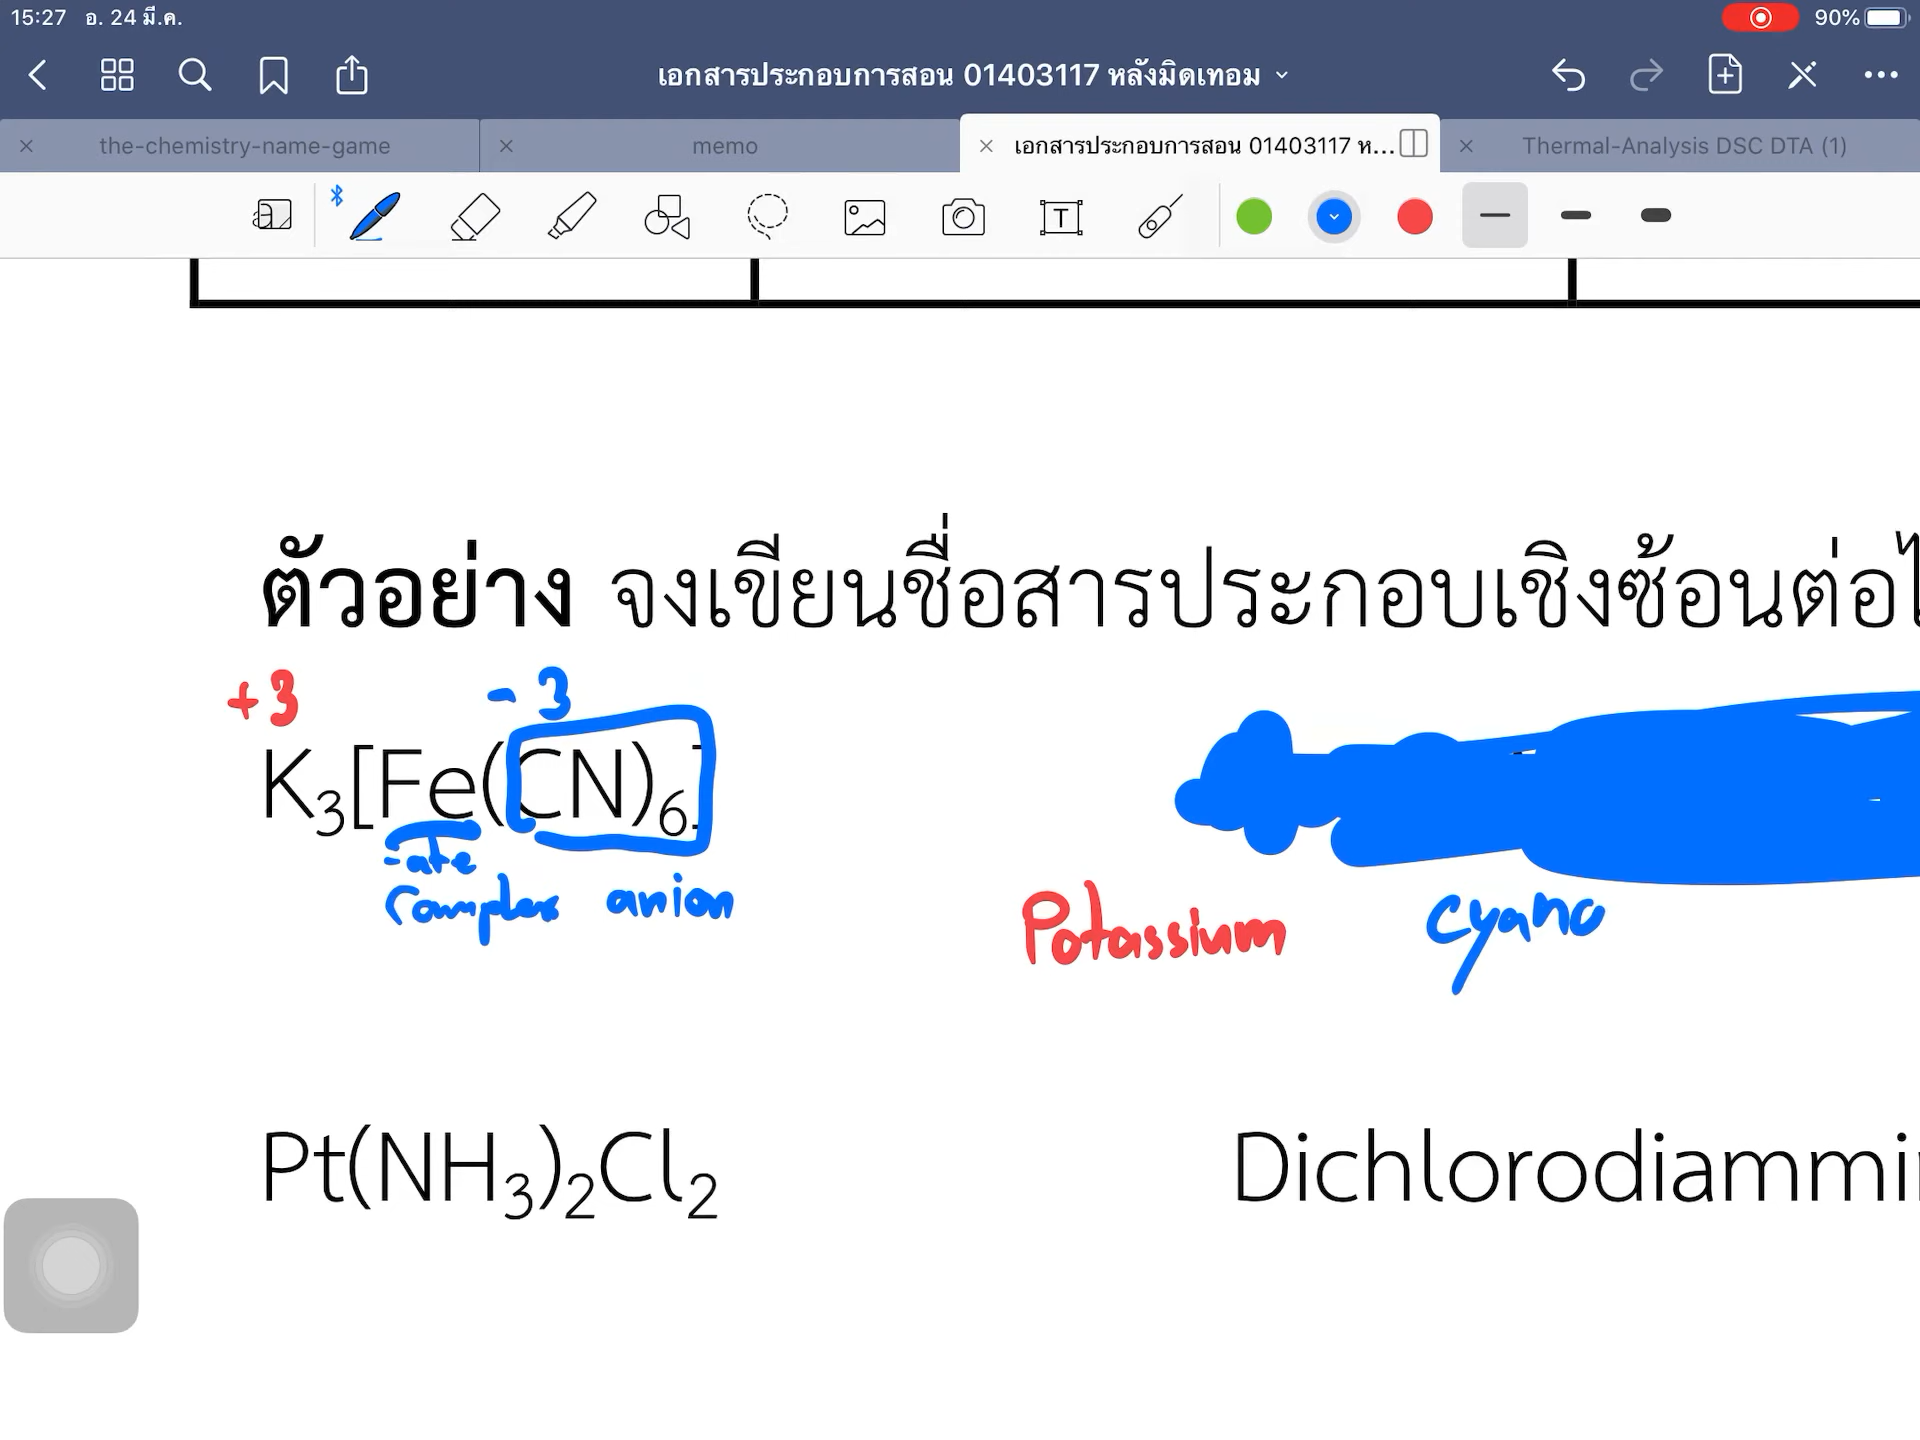 15:27 อ. 24 มี.ค. 90%
เอกสารประกอบการสอน 01403117 หลังมิดเทอม
the-chemistry-name-game memo เอกสารประกอบการสอน 01403117 ห... Thermal-Analysis DSC DTA (1)
a T
ตัวอย่าง จงเขียนชื่อสารประกอบเชิงซ้อนต่อไ
+3 -3
K₃[Fe(CN)₆]
-ate
Complex anion
Potassium cyano
Pt(NH₃)₂Cl₂ Dichlorodiammi